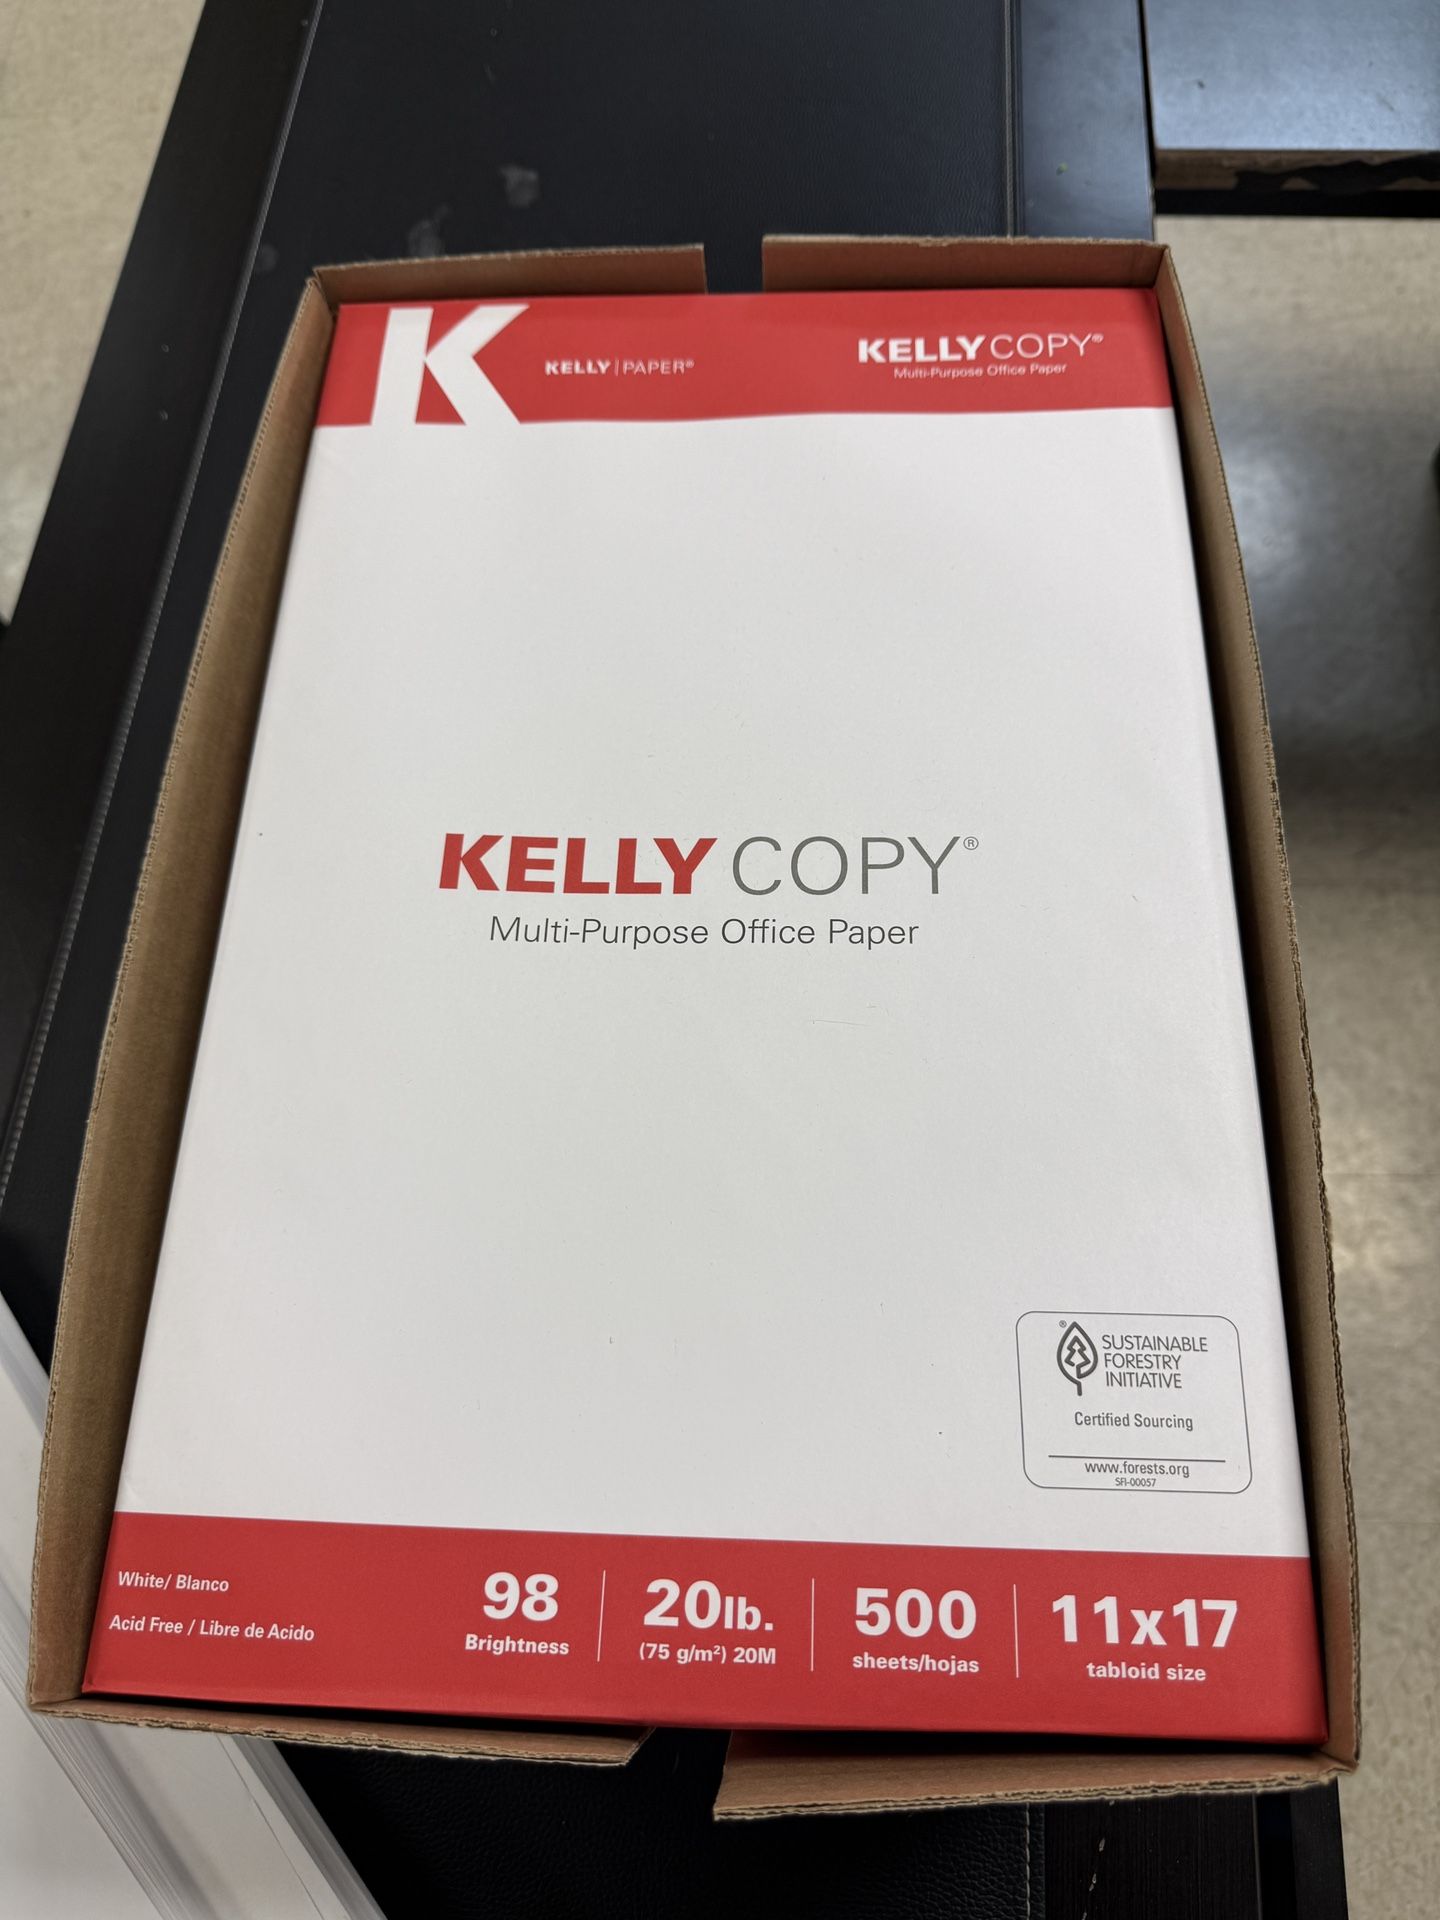 K
KELLY | PAPER®
KELLY COPY®
Multi-Purpose Office Paper
KELLY COPY®
Multi-Purpose Office Paper
®
SUSTAINABLE
FORESTRY
INITIATIVE
Certified Sourcing
www.forests.org
SFI-00057
White/ Blanco
Acid Free / Libre de Acido
98
Brightness
20lb.
(75 g/m²) 20M
500
sheets/hojas
11x17
tabloid size